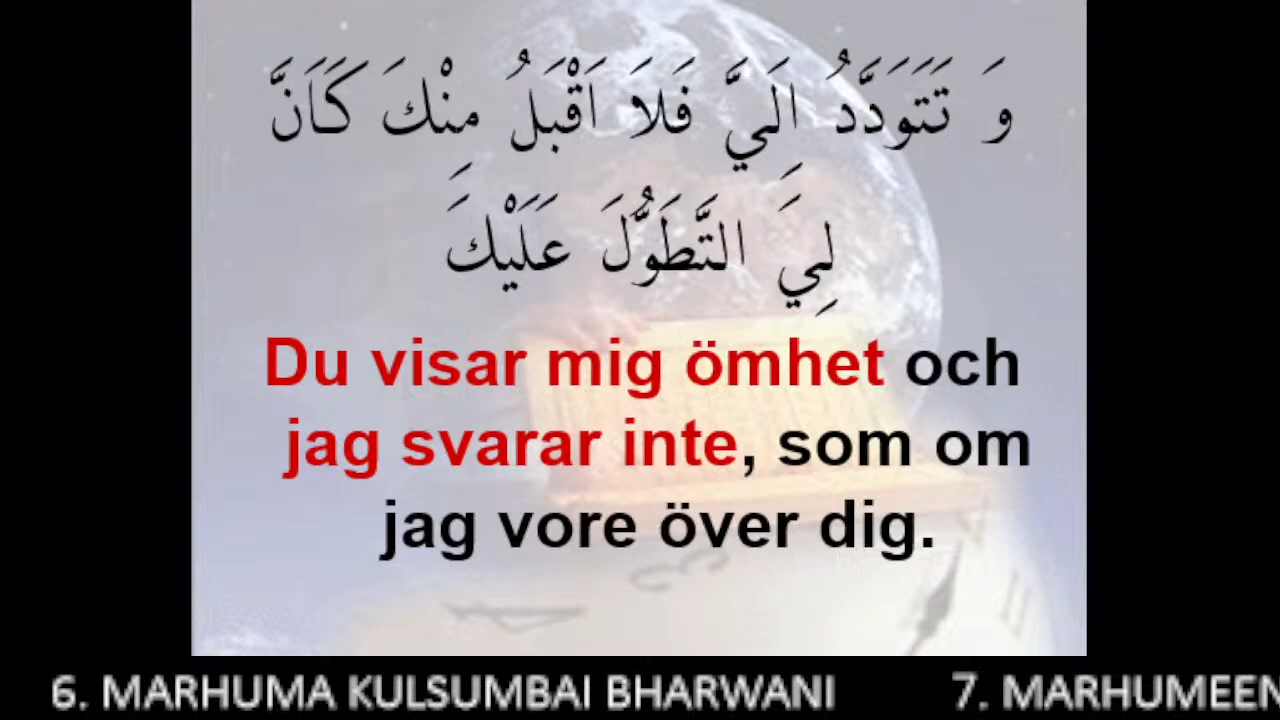 وَ تَتَوَدَّدُ اِلَيَّ فَلَا اَقْبَلُ مِنْكَ كَاَنَّ
لِيَ التَّطَوُّلَ عَلَيْكَ
Du visar mig ömhet och
jag svarar inte, som om
jag vore över dig.
6. MARHUMA KULSUMBAI BHARWANI 7. MARHUMEEN